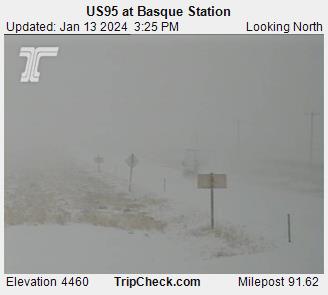 US95 at Basque Station
Updated: Jan 13 2024 3:25 PM Looking North
Elevation 4460 TripCheck.com Milepost 91.62